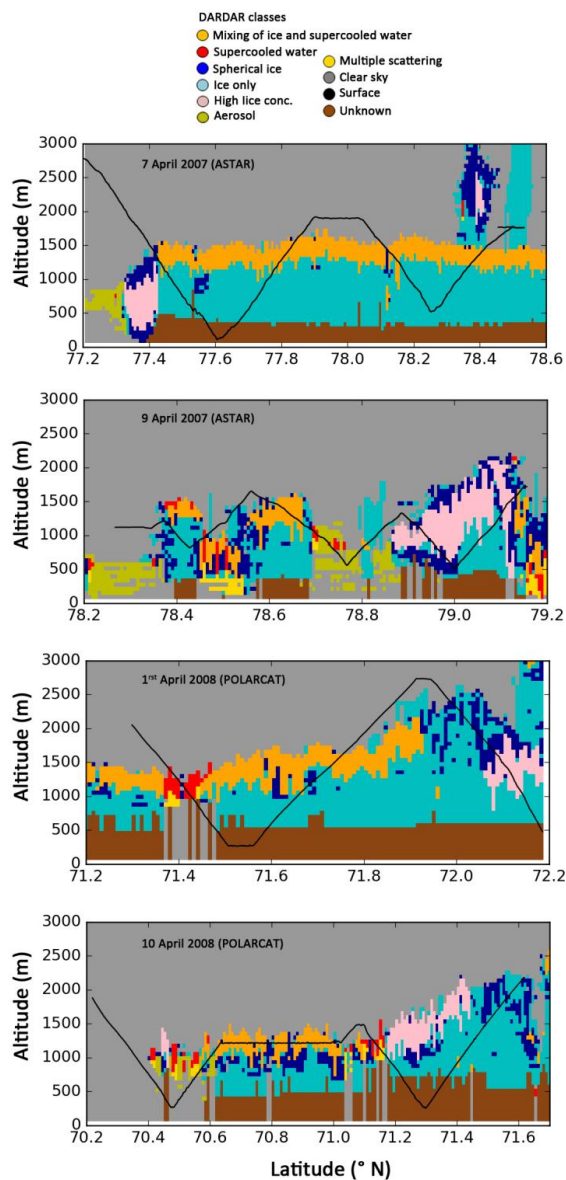 DARDAR classes
Mixing of ice and supercooled water
Supercooled water
Spherical ice
Ice only
High Iice conc.
Aerosol
Multiple scattering
Clear sky
Surface
Unknown
7 April 2007 (ASTAR)
Altitude (m)
3000
2500
2000
1500
1000
500
0
77.2 77.4 77.6 77.8 78.0 78.2 78.4 78.6
9 April 2007 (ASTAR)
Altitude (m)
3000
2500
2000
1500
1000
500
0
78.2 78.4 78.6 78.8 79.0 79.2
1rst April 2008 (POLARCAT)
Altitude (m)
3000
2500
2000
1500
1000
500
0
71.2 71.4 71.6 71.8 72.0 72.2
10 April 2008 (POLARCAT)
Altitude (m)
3000
2500
2000
1500
1000
500
0
70.2 70.4 70.6 70.8 71.0 71.2 71.4 71.6
Latitude (° N)